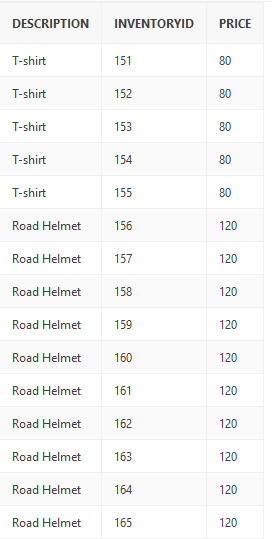 DESCRIPTION INVENTORYID PRICE
T-shirt 151 80
T-shirt 152 80
T-shirt 153 80
T-shirt 154 80
T-shirt 155 80
Road Helmet 156 120
Road Helmet 157 120
Road Helmet 158 120
Road Helmet 159 120
Road Helmet 160 120
Road Helmet 161 120
Road Helmet 162 120
Road Helmet 163 120
Road Helmet 164 120
Road Helmet 165 120